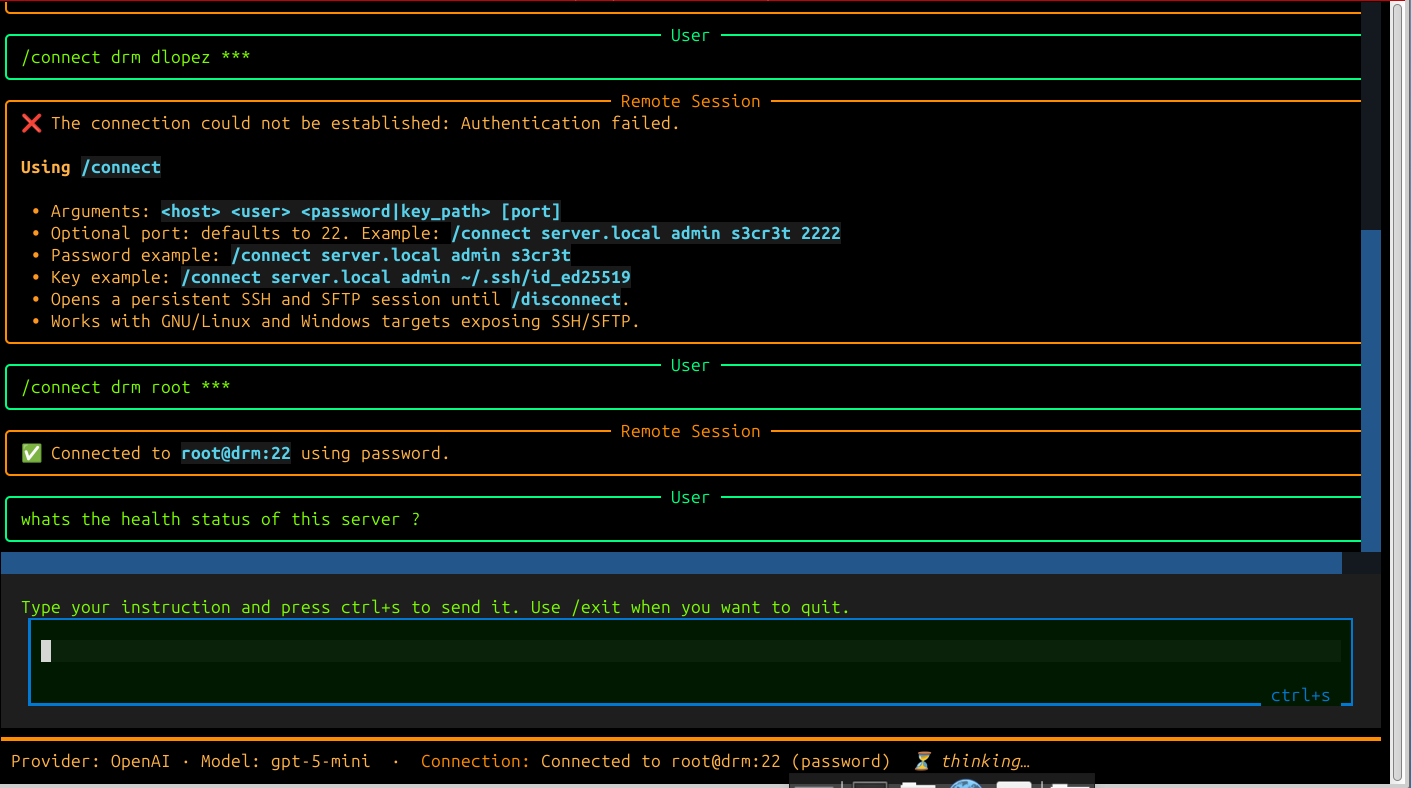 User
/connect drm dlopez ***
Remote Session
❌ The connection could not be established: Authentication failed.
Using /connect
• Arguments: <host> <user> <password|key_path> [port]
• Optional port: defaults to 22. Example: /connect server.local admin s3cr3t 2222
• Password example: /connect server.local admin s3cr3t
• Key example: /connect server.local admin ~/.ssh/id_ed25519
• Opens a persistent SSH and SFTP session until /disconnect.
• Works with GNU/Linux and Windows targets exposing SSH/SFTP.
User
/connect drm root ***
Remote Session
✅ Connected to root@drm:22 using password.
User
whats the health status of this server ?
Type your instruction and press ctrl+s to send it. Use /exit when you want to quit.
ctrl+s
Provider: OpenAI · Model: gpt-5-mini · Connection: Connected to root@drm:22 (password) ⏳ thinking…